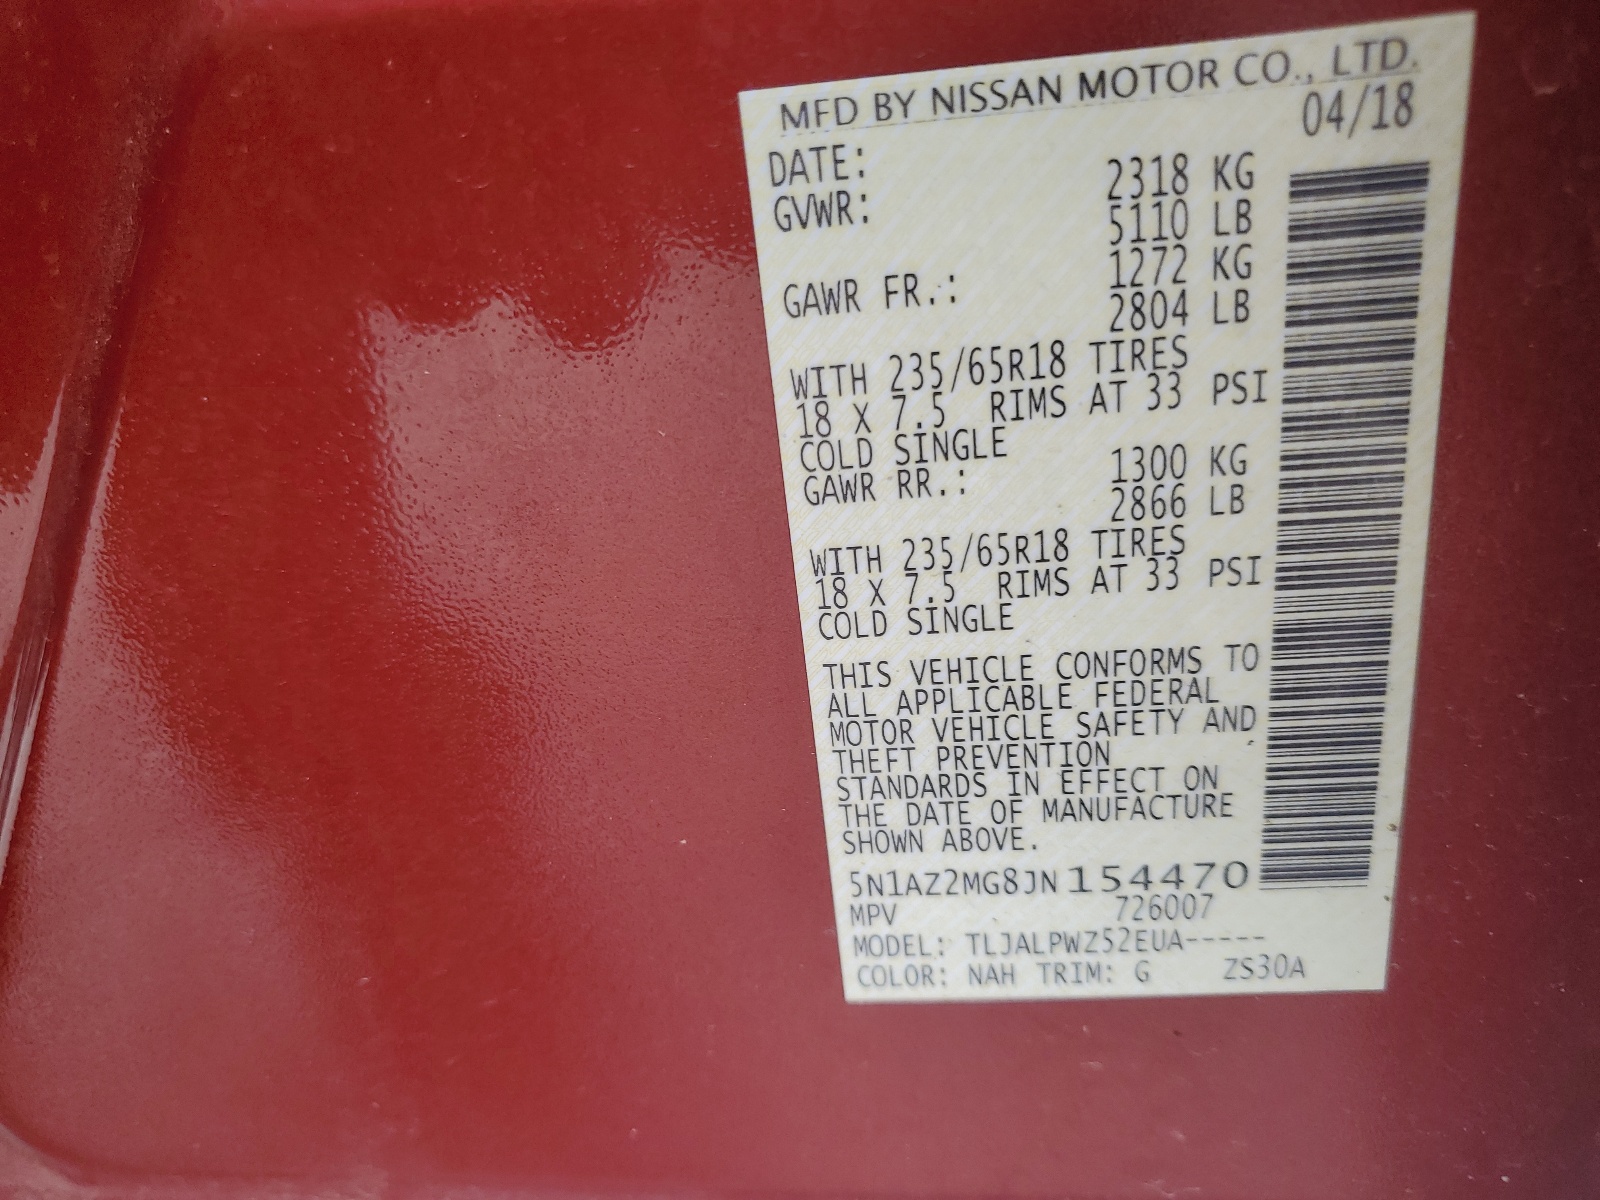 MFD BY NISSAN MOTOR CO., LTD.
DATE: 04/18
GVWR: 2318 KG
5110 LB
GAWR FR.: 1272 KG
2804 LB
WITH 235/65R18 TIRES
18 X 7.5 RIMS AT 33 PSI
COLD SINGLE
GAWR RR.: 1300 KG
2866 LB
WITH 235/65R18 TIRES
18 X 7.5 RIMS AT 33 PSI
COLD SINGLE
THIS VEHICLE CONFORMS TO
ALL APPLICABLE FEDERAL
MOTOR VEHICLE SAFETY AND
THEFT PREVENTION
STANDARDS IN EFFECT ON
THE DATE OF MANUFACTURE
SHOWN ABOVE.
5N1AZ2MG8JN154470
MPV 726007
MODEL: TLJALPWZ52EUA-----
COLOR: NAH TRIM: G ZS30A